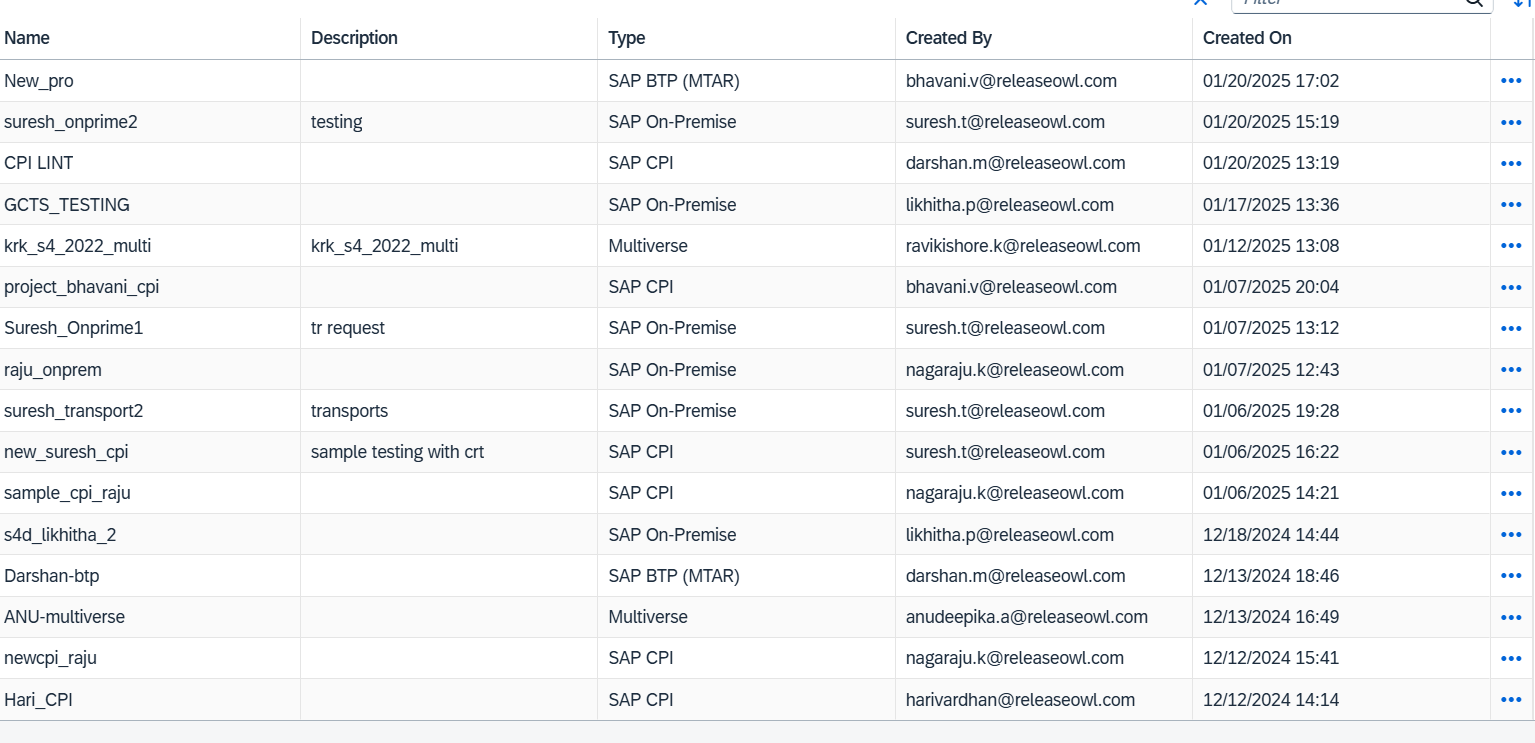 Filter
Name Description Type Created By Created On
New_pro SAP BTP (MTAR) bhavani.v@releaseowl.com 01/20/2025 17:02
suresh_onprime2 testing SAP On-Premise suresh.t@releaseowl.com 01/20/2025 15:19
CPI LINT SAP CPI darshan.m@releaseowl.com 01/20/2025 13:19
GCTS_TESTING SAP On-Premise likhitha.p@releaseowl.com 01/17/2025 13:36
krk_s4_2022_multi krk_s4_2022_multi Multiverse ravikishore.k@releaseowl.com 01/12/2025 13:08
project_bhavani_cpi SAP CPI bhavani.v@releaseowl.com 01/07/2025 20:04
Suresh_Onprime1 tr request SAP On-Premise suresh.t@releaseowl.com 01/07/2025 13:12
raju_onprem SAP On-Premise nagaraju.k@releaseowl.com 01/07/2025 12:43
suresh_transport2 transports SAP On-Premise suresh.t@releaseowl.com 01/06/2025 19:28
new_suresh_cpi sample testing with crt SAP CPI suresh.t@releaseowl.com 01/06/2025 16:22
sample_cpi_raju SAP CPI nagaraju.k@releaseowl.com 01/06/2025 14:21
s4d_likhitha_2 SAP On-Premise likhitha.p@releaseowl.com 12/18/2024 14:44
Darshan-btp SAP BTP (MTAR) darshan.m@releaseowl.com 12/13/2024 18:46
ANU-multiverse Multiverse anudeepika.a@releaseowl.com 12/13/2024 16:49
newcpi_raju SAP CPI nagaraju.k@releaseowl.com 12/12/2024 15:41
Hari_CPI SAP CPI harivardhan@releaseowl.com 12/12/2024 14:14